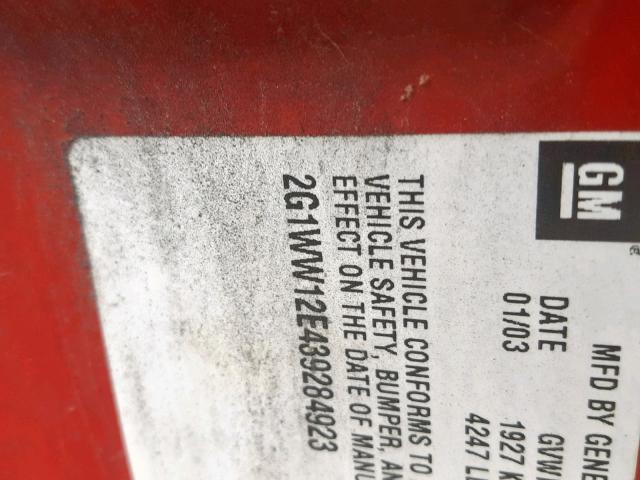 GM
MFD BY GENE
DATE GVW
01/03 1927 K
4247 L
THIS VEHICLE CONFORMS TO
VEHICLE SAFETY, BUMPER, AN
EFFECT ON THE DATE OF MANU
2G1WW12E439284923